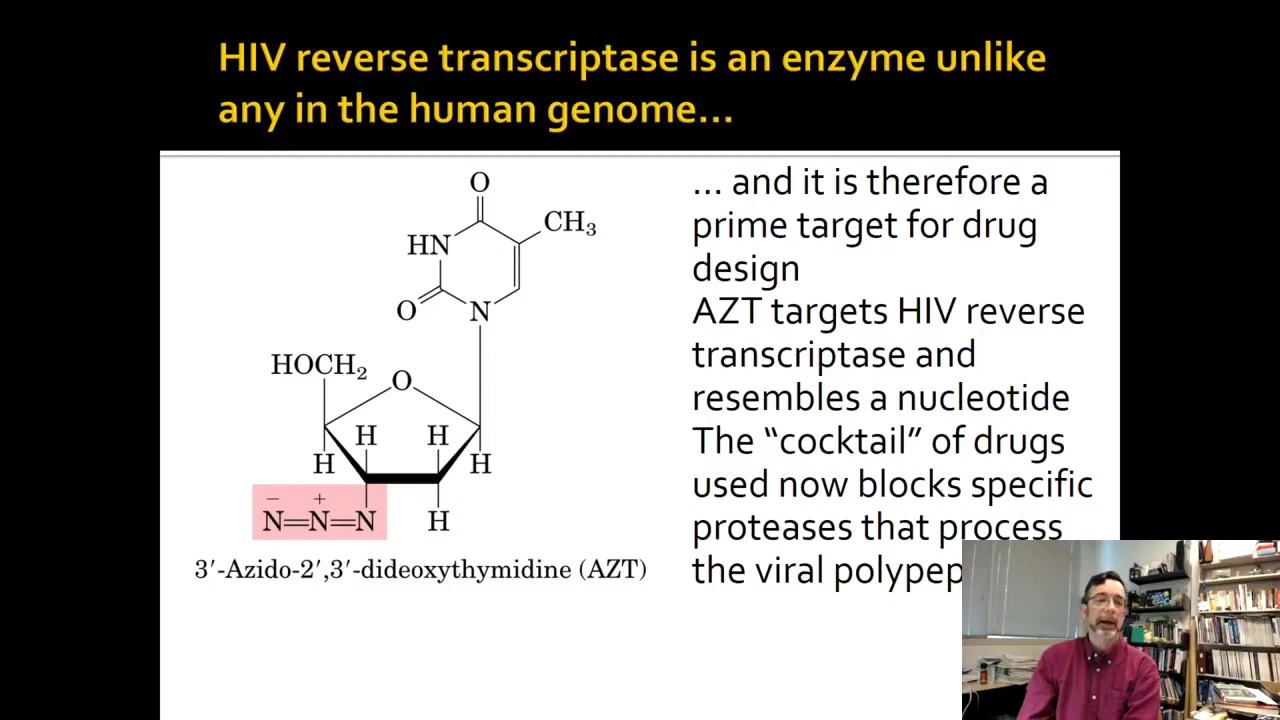 HIV reverse transcriptase is an enzyme unlike
any in the human genome...
O
CH₃
HN
O
N
HOCH₂
O
H
H
H
H
− +
N=N=N
H
3′-Azido-2′,3′-dideoxythymidine (AZT)
... and it is therefore a
prime target for drug
design
AZT targets HIV reverse
transcriptase and
resembles a nucleotide
The “cocktail” of drugs
used now blocks specific
proteases that process
the viral polypep